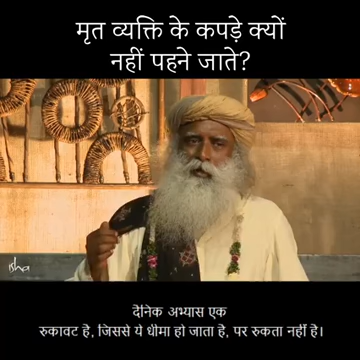 मृत व्यक्ति के कपड़े क्यों
नहीं पहने जाते?
isha
दैनिक अभ्यास एक
रुकावट है, जिससे ये धीमा हो जाता है, पर रुकता नहीं है।